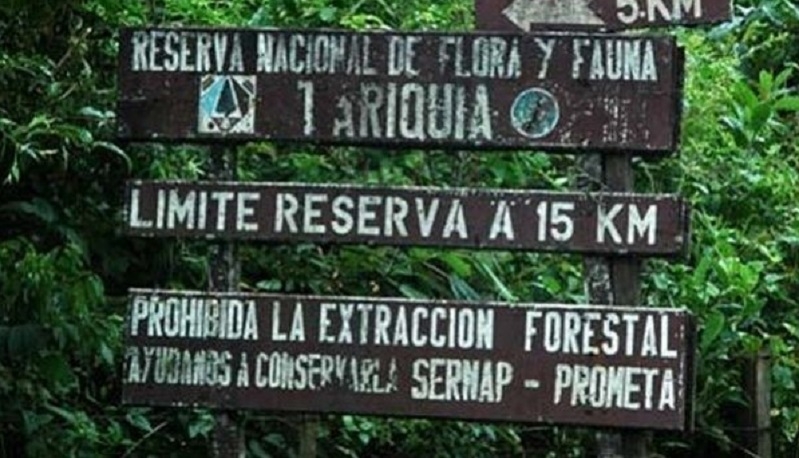 5 KM
RESERVA NACIONAL DE FLORA Y FAUNA
TARIQUIA
LIMITE RESERVA A 15 KM
PROHIBIDA LA EXTRACCION FORESTAL
AYUDANOS A CONSERVARLA SERNAP - PROMETA